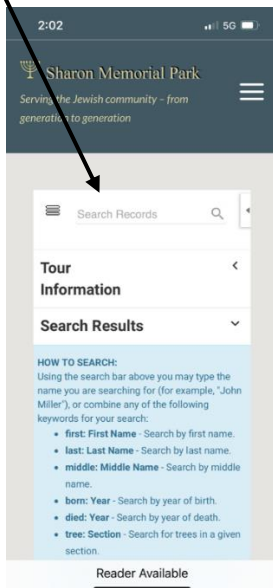 2:02
5G
Sharon Memorial Park
Serving the Jewish community – from
generation to generation
Search Records
Tour
Information
Search Results
HOW TO SEARCH:
Using the search bar above you may type the
name you are searching for (for example, "John
Miller"), or combine any of the following
keywords for your search:
• first: First Name - Search by first name.
• last: Last Name - Search by last name.
• middle: Middle Name - Search by middle
name.
• born: Year - Search by year of birth.
• died: Year - Search by year of death.
• tree: Section - Search for trees in a given
section.
Reader Available